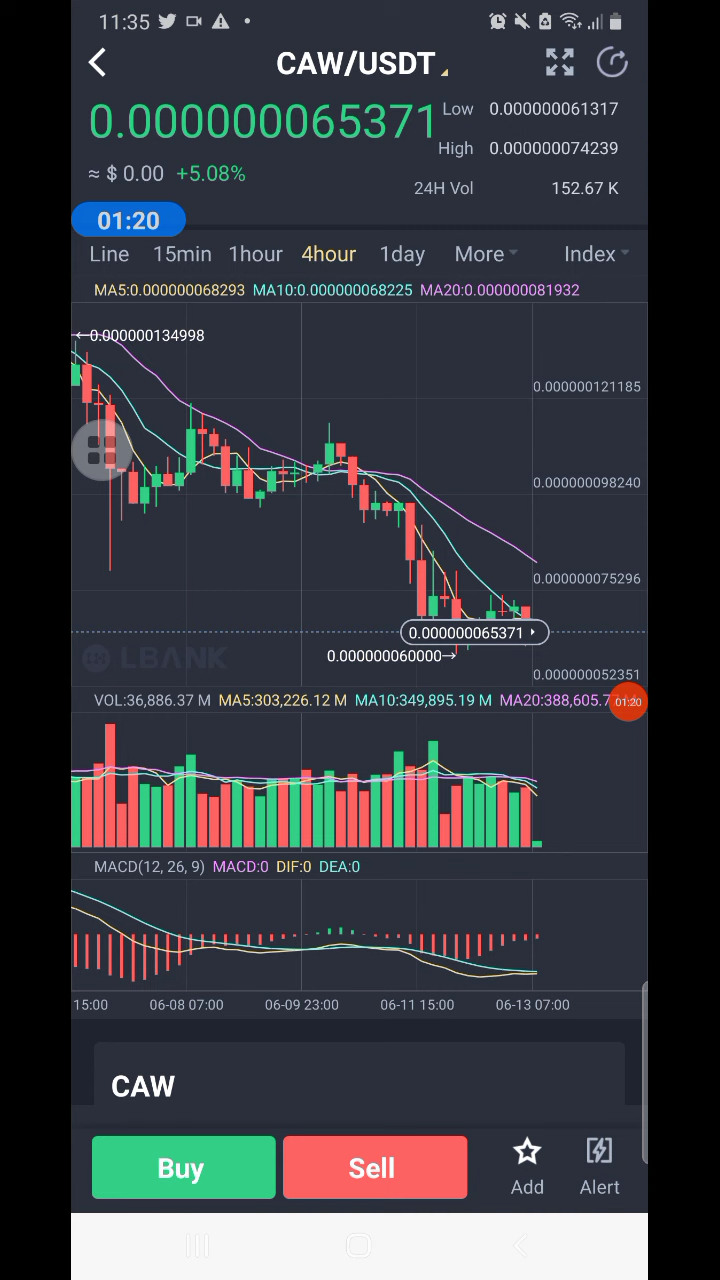 11:35
CAW/USDT
0.000000065371
Low 0.000000061317
High 0.000000074239
≈ $ 0.00 +5.08%
24H Vol 152.67 K
01:20
Line 15min 1hour 4hour 1day More Index
MA5:0.000000068293 MA10:0.000000068225 MA20:0.000000081932
←0.000000134998
0.000000121185
0.000000098240
0.000000075296
0.000000065371
LBANK
0.000000060000→
0.000000052351
VOL:36,886.37 M MA5:303,226.12 M MA10:349,895.19 M MA20:388,605.7
01:20
MACD(12, 26, 9) MACD:0 DIF:0 DEA:0
15:00 06-08 07:00 06-09 23:00 06-11 15:00 06-13 07:00
CAW
Buy Sell Add Alert